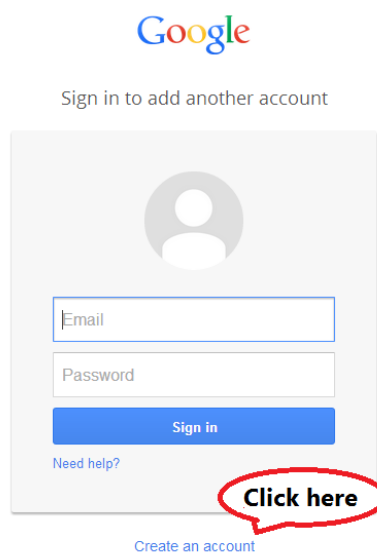 Google
Sign in to add another account
Email
Password
Sign in
Need help?
Click here
Create an account